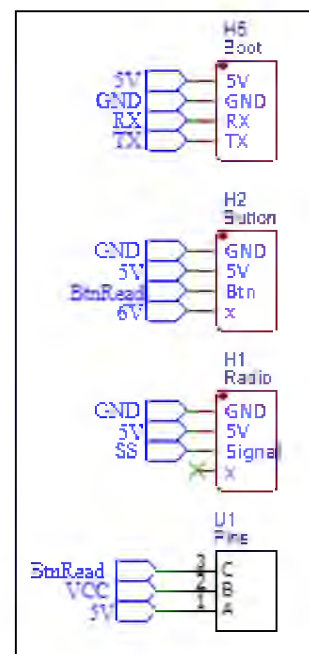 H5
Boot
5V 5V
GND GND
RX RX
TX TX
H2
Button
GND GND
5V 5V
BtnRead Btn
6V x
H1
Radio
GND GND
5V 5V
SS Signal
X
U1
Pins
BtnRead 3 C
VCC 2 B
5V 1 A